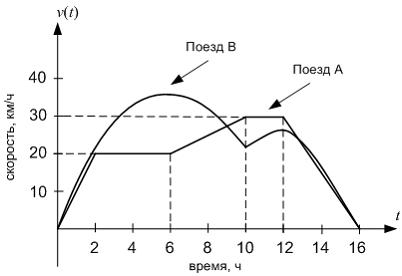 v(t)
Поезд B
Поезд A
40
30
20
10
скорость, км/ч
2 4 6 8 10 12 14 16 t
время, ч